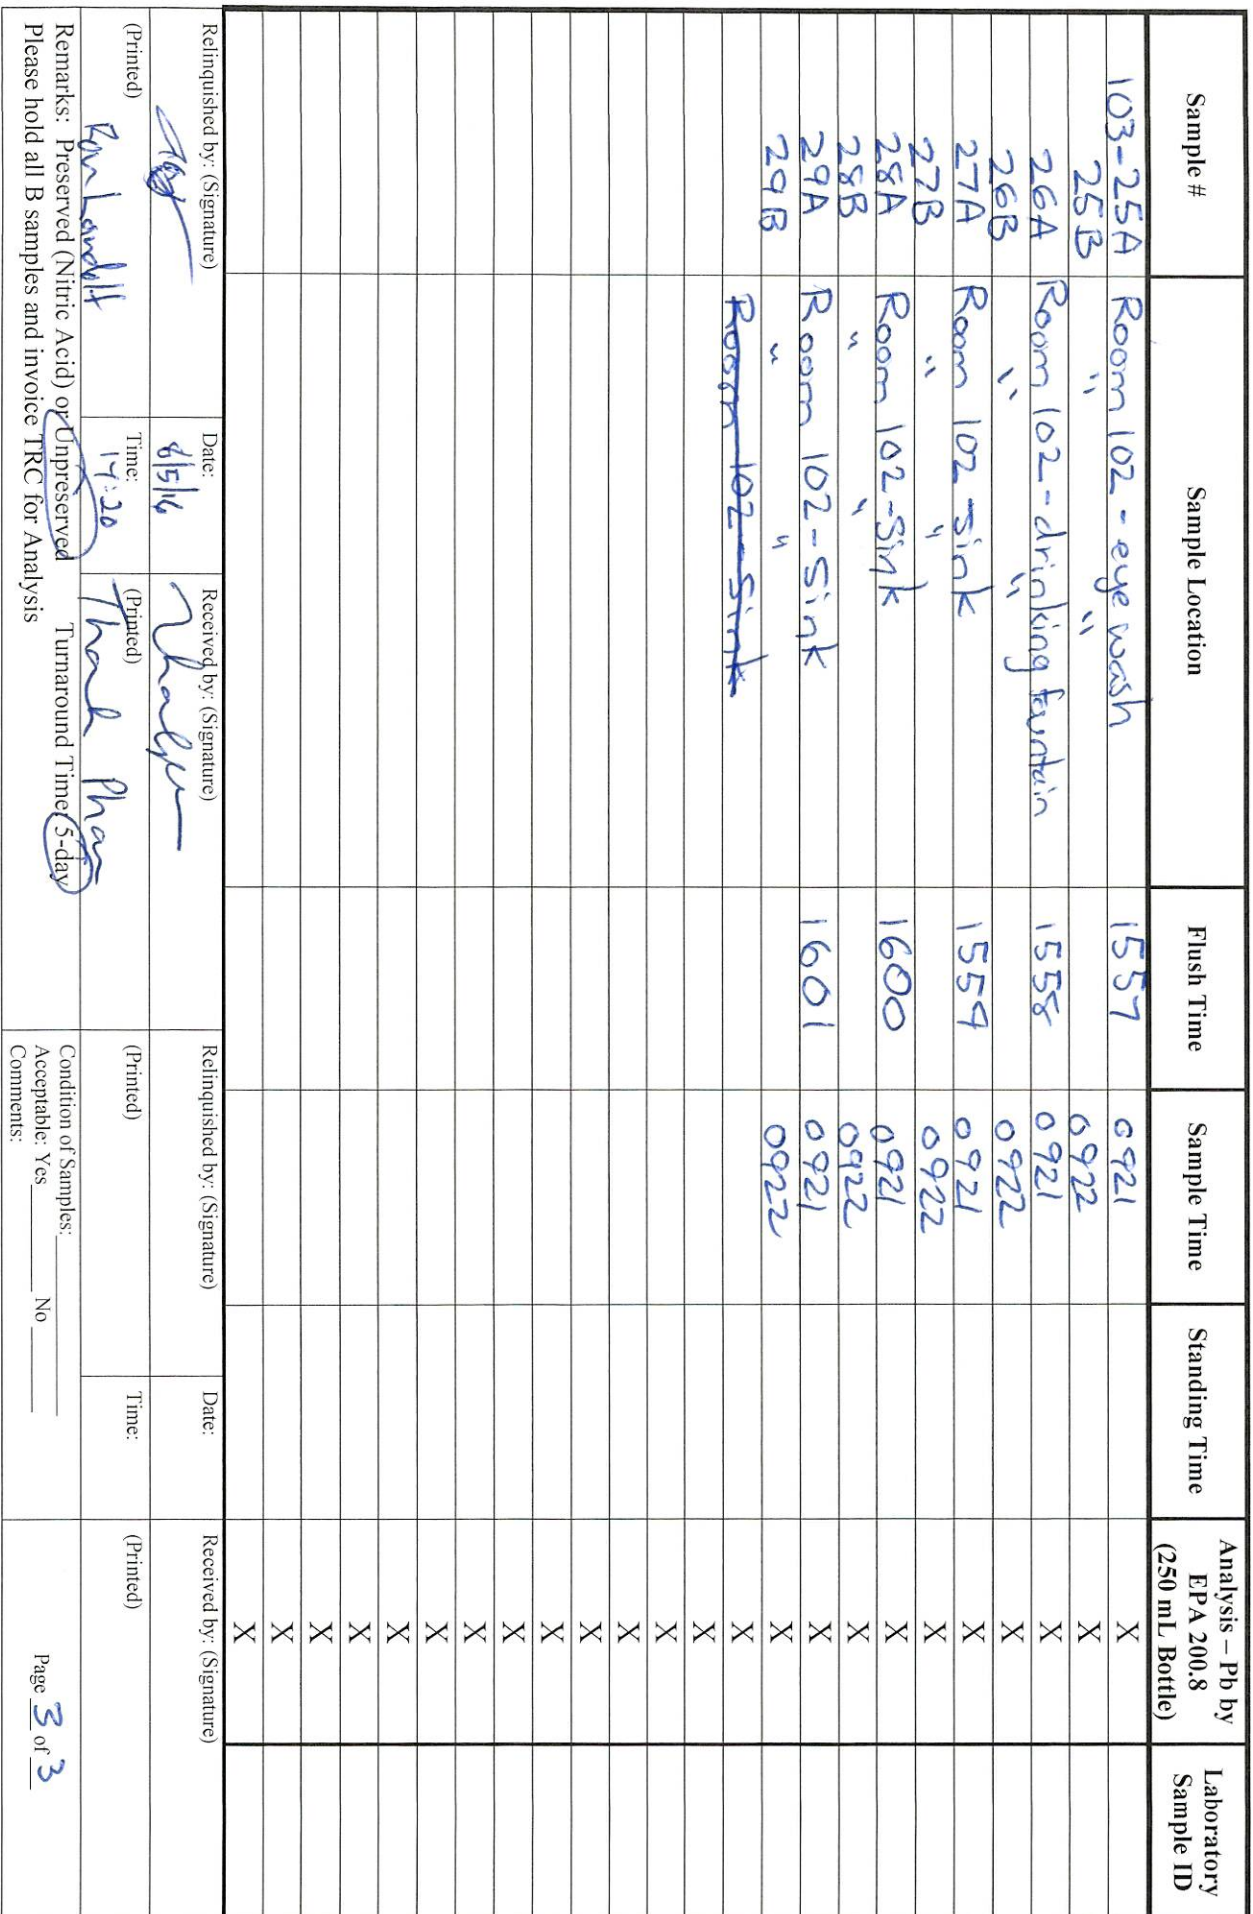 Sample # Sample Location Flush Time Sample Time Standing Time Analysis – Pb by EPA 200.8 (250 mL Bottle) Laboratory Sample ID
103-25A Room 102 - eye wash 1557 0921 X
25B " " 0922 X
26A Room 102 - drinking fountain 1558 0921 X
26B " " 0922 X
27A Room 102 - sink 1559 0921 X
27B " " 0922 X
28A Room 102 - Sink 1600 0921 X
28B " " 0922 X
29A Room 102 - Sink 1601 0921 X
29B " " 0922 X
Room 102 - Sink X
X
X
X
X
X
X
X
X
X
X
X
X
X
Relinquished by: (Signature) Date: Received by: (Signature) Relinquished by: (Signature) Date: Received by: (Signature)
8/5/16
(Printed) Time: (Printed) (Printed) Time: (Printed)
Ron Landolt 17:20 Thanh Phan
Remarks: Preserved (Nitric Acid) or Unpreserved Turnaround Time: 5-day
Please hold all B samples and invoice TRC for Analysis
Condition of Samples:
Acceptable: Yes No
Comments:
Page 3 of 3